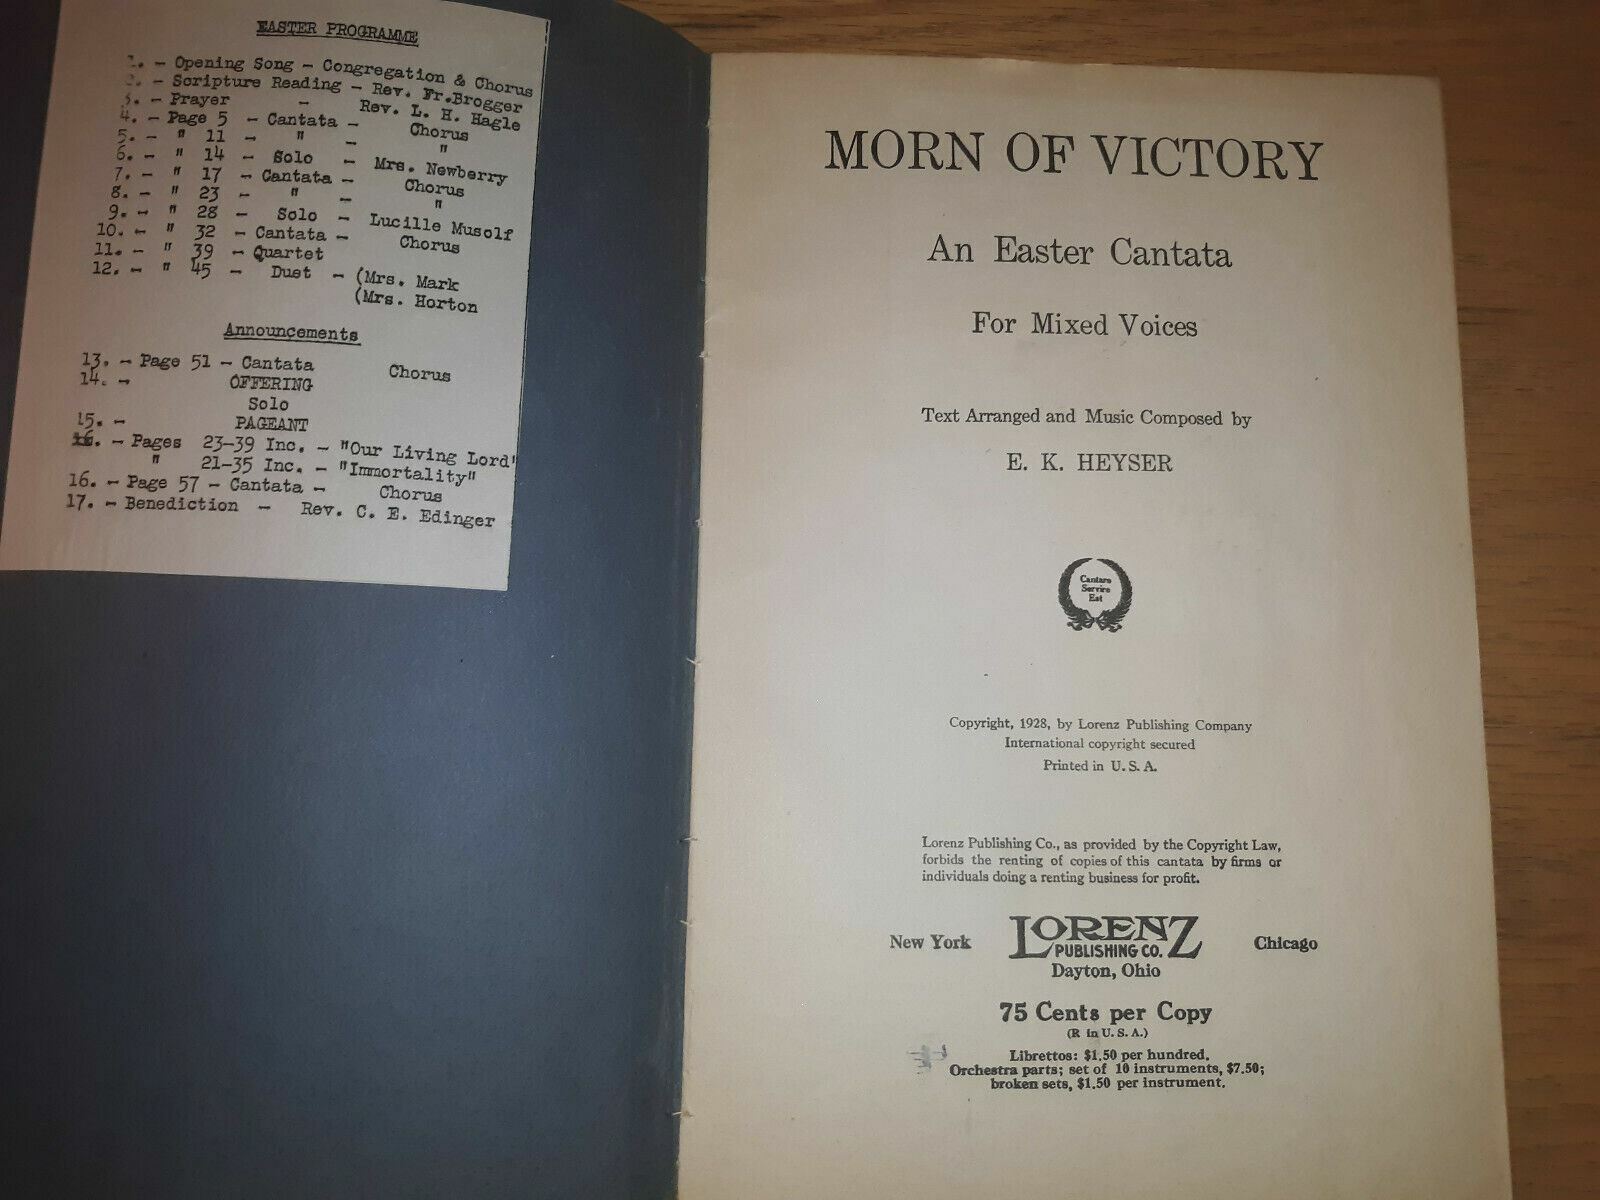 EASTER PROGRAMME
1. - Opening Song - Congregation & Chorus
2. - Scripture Reading - Rev. Fr.Brogger
3. - Prayer - Rev. L. H. Hagle
4. - Page 5 - Cantata - Chorus
5. - " 11 - " - "
6. - " 14 - Solo - Mrs. Newberry
7. - " 17 - Cantata - Chorus
8. - " 23 - " - "
9. - " 28 - Solo - Lucille Musolf
10. - " 32 - Cantata - Chorus
11. - " 39 - Quartet
12. - " 45 - Duet - (Mrs. Mark
(Mrs. Horton
Announcements
13. - Page 51 - Cantata Chorus
14. - OFFERING
Solo
15. - PAGEANT
- Pages 23-39 Inc. - "Our Living Lord"
" 21-35 Inc. - "Immortality"
16. - Page 57 - Cantata - Chorus
17. - Benediction - Rev. C. E. Edinger
MORN OF VICTORY
An Easter Cantata
For Mixed Voices
Text Arranged and Music Composed by
E. K. HEYSER
Cantare
Servire
Est
Copyright, 1928, by Lorenz Publishing Company
International copyright secured
Printed in U. S. A.
Lorenz Publishing Co., as provided by the Copyright Law,
forbids the renting of copies of this cantata by firms or
individuals doing a renting business for profit.
New York LORENZ Chicago
PUBLISHING CO.
Dayton, Ohio
75 Cents per Copy
(R in U. S. A.)
Librettos: $1.50 per hundred.
Orchestra parts; set of 10 instruments, $7.50;
broken sets, $1.50 per instrument.